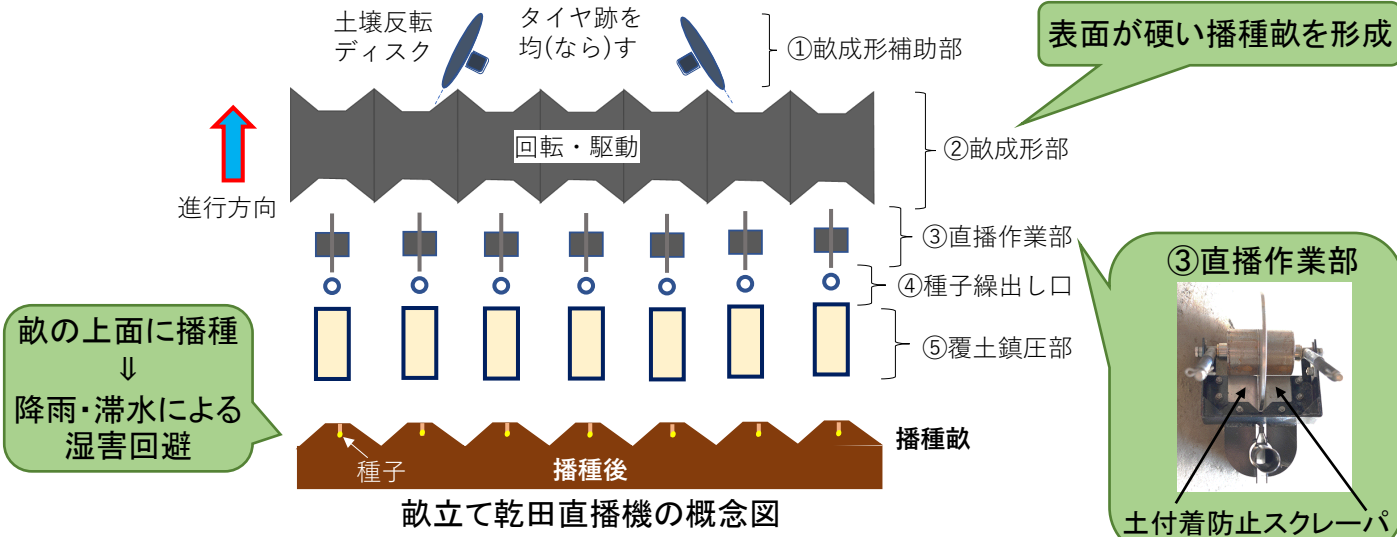 土壌反転
ディスク
タイヤ跡を
均(なら)す
①畝成形補助部
表面が硬い播種畝を形成
回転・駆動
②畝成形部
進行方向
③直播作業部
④種子繰出し口
⑤覆土鎮圧部
③直播作業部
土付着防止スクレーパ
畝の上面に播種
⇓
降雨・滞水による
湿害回避
種子
播種後
播種畝
畝立て乾田直播機の概念図